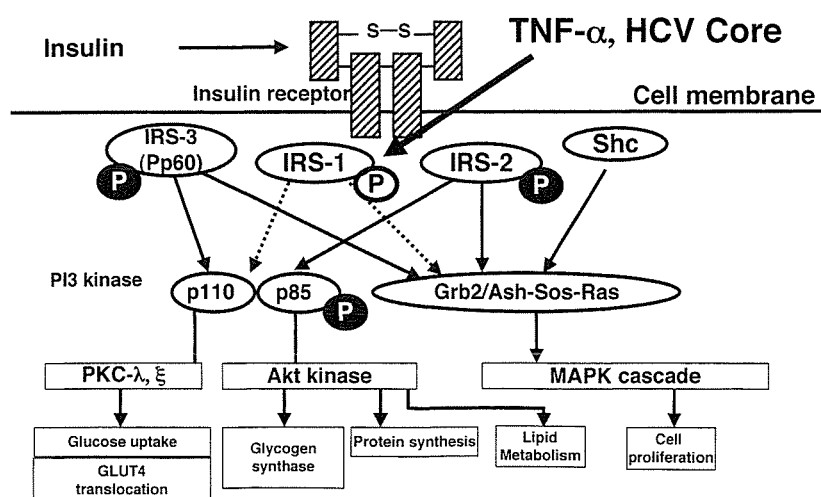 Insulin
S-S
TNF-α, HCV Core
Insulin receptor
Cell membrane
IRS-3
(Pp60)
P
IRS-1
P
IRS-2
P
Shc
PI3 kinase
p110
p85
P
Grb2/Ash-Sos-Ras
PKC-λ, ξ
Akt kinase
MAPK cascade
Glucose uptake
GLUT4
translocation
Glycogen
synthase
Protein synthesis
Lipid
Metabolism
Cell
proliferation